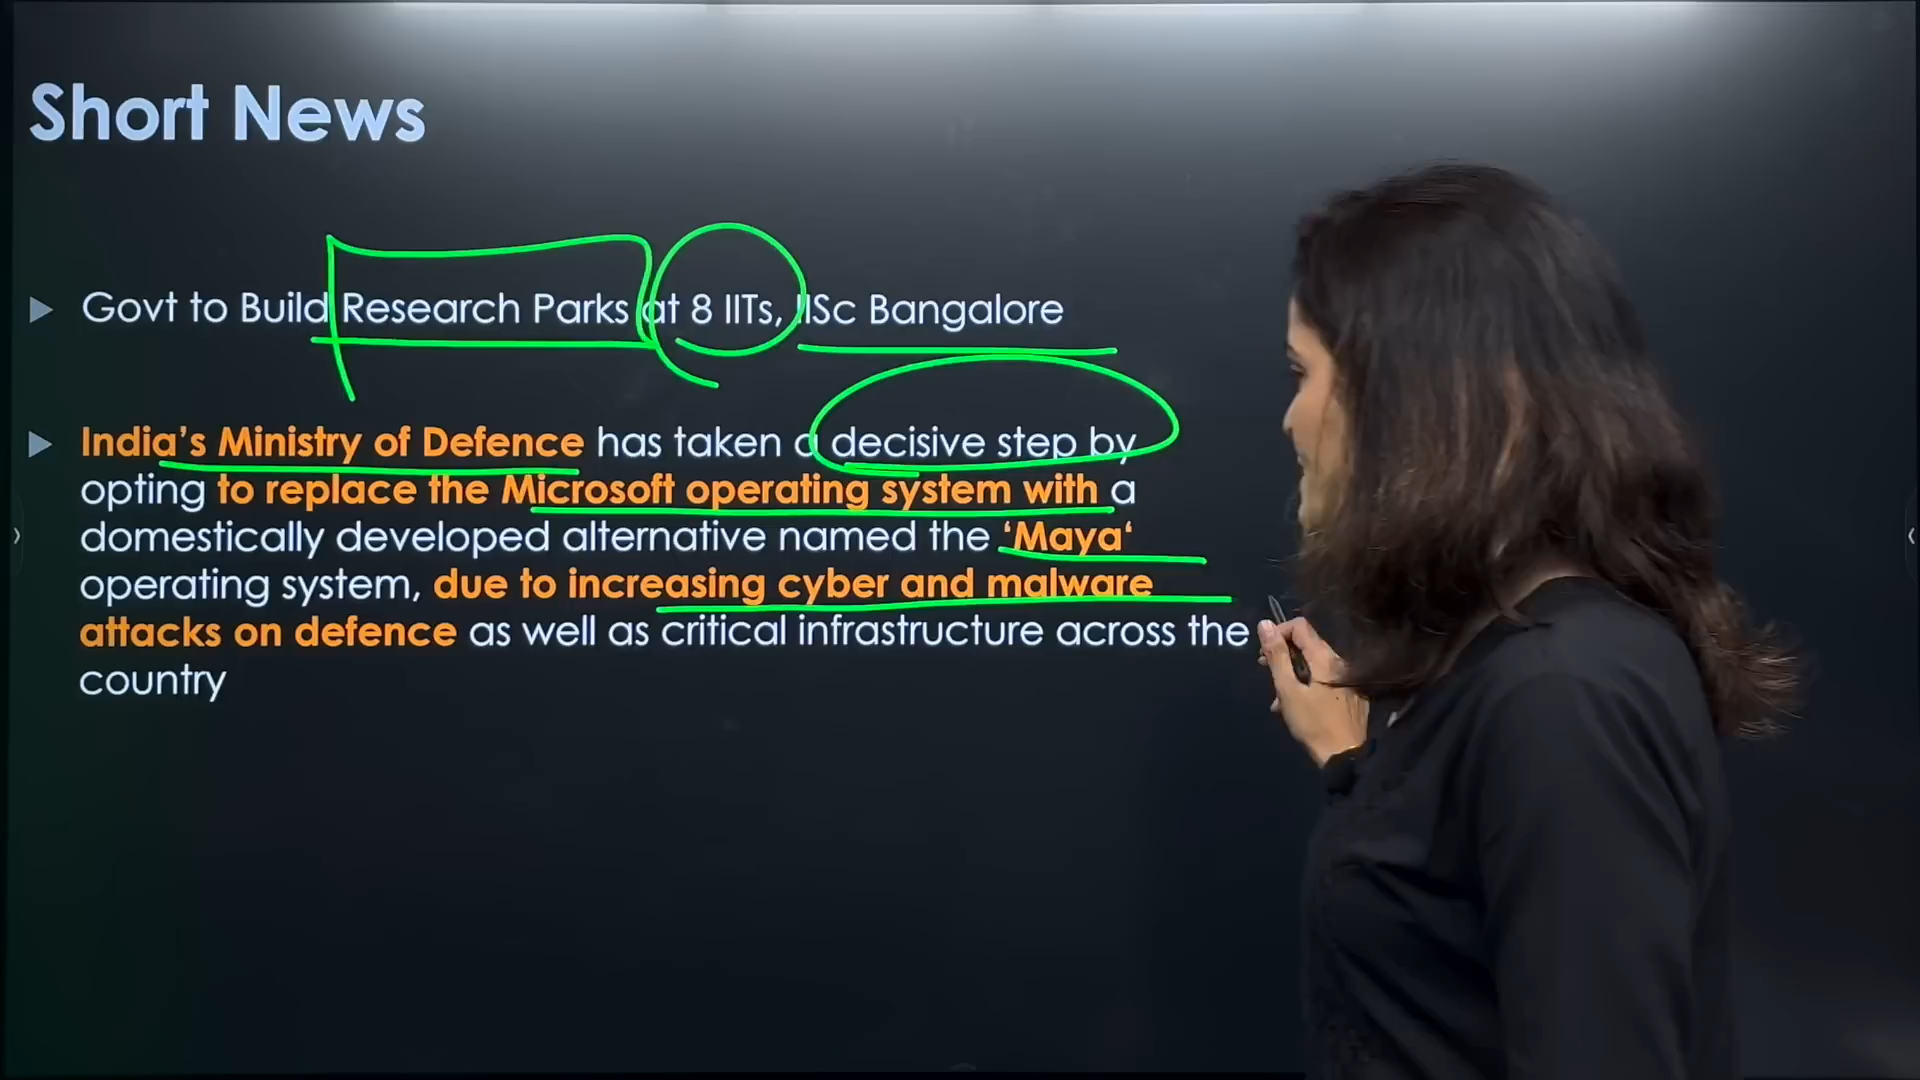 Short News
Govt to Build Research Parks at 8 IITs, IISc Bangalore
India's Ministry of Defence has taken a decisive step by
opting to replace the Microsoft operating system with a
domestically developed alternative named the ‘Maya‘
operating system, due to increasing cyber and malware
attacks on defence as well as critical infrastructure across the
country